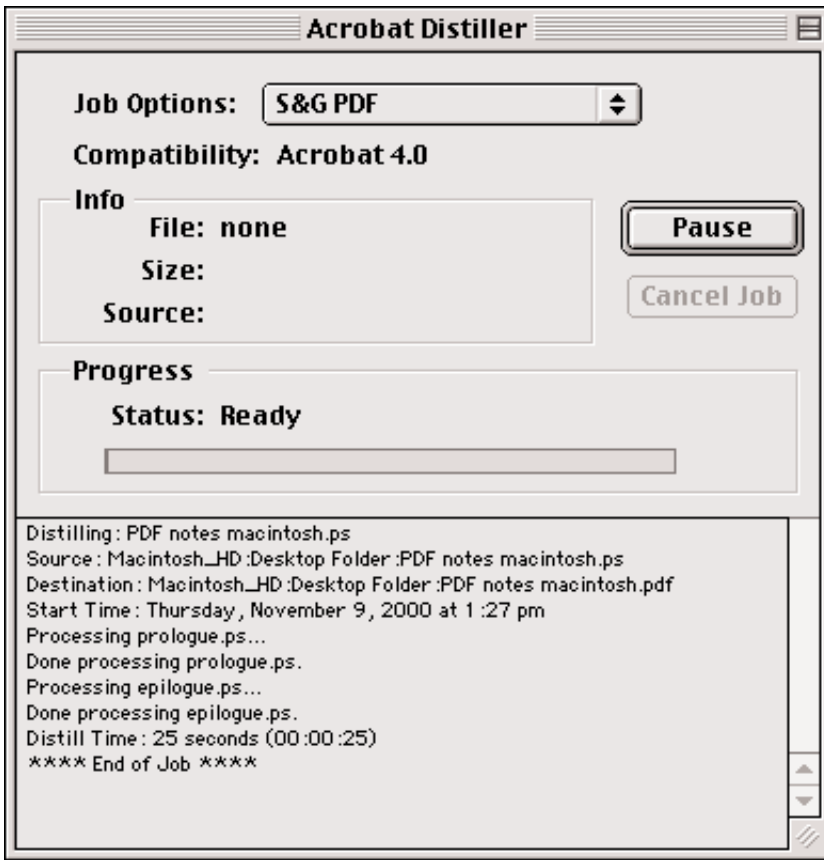 Acrobat Distiller
Job Options: S&G PDF
Compatibility: Acrobat 4.0
Info
File: none
Pause
Size:
Cancel Job
Source:
Progress
Status: Ready
Distilling: PDF notes macintosh.ps
Source: Macintosh_HD:Desktop Folder:PDF notes macintosh.ps
Destination: Macintosh_HD:Desktop Folder:PDF notes macintosh.pdf
Start Time: Thursday, November 9, 2000 at 1:27 pm
Processing prologue.ps...
Done processing prologue.ps.
Processing epilogue.ps...
Done processing epilogue.ps.
Distill Time: 25 seconds (00:00:25)
**** End of Job ****